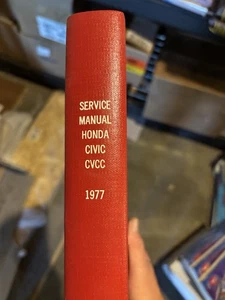 SERVICE
MANUAL
HONDA
CIVIC
CVCC
1977